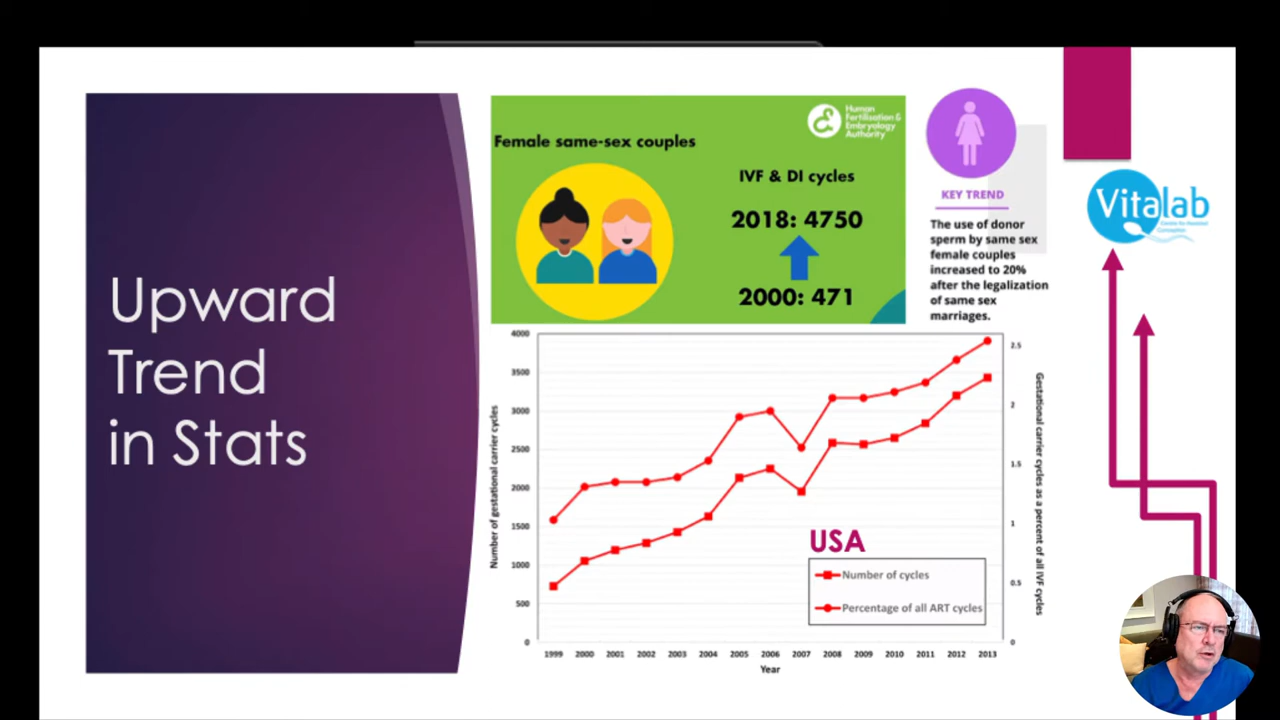 Upward
Trend
in Stats
Human
Fertilisation &
Embryology
Authority
Female same-sex couples
IVF & DI cycles
2018: 4750
2000: 471
KEY TREND
The use of donor
sperm by same sex
female couples
increased to 20%
after the legalization
of same sex
marriages.
Vitalab
Centre for Assisted
Conception
Number of gestational carrier cycles
4000
3500
3000
2500
2000
1500
1000
500
0
Gestational carrier cycles as a percent of all IVF cycles
2.5
2
1.5
1
0.5
0
USA
Number of cycles
Percentage of all ART cycles
1999 2000 2001 2002 2003 2004 2005 2006 2007 2008 2009 2010 2011 2012 2013
Year